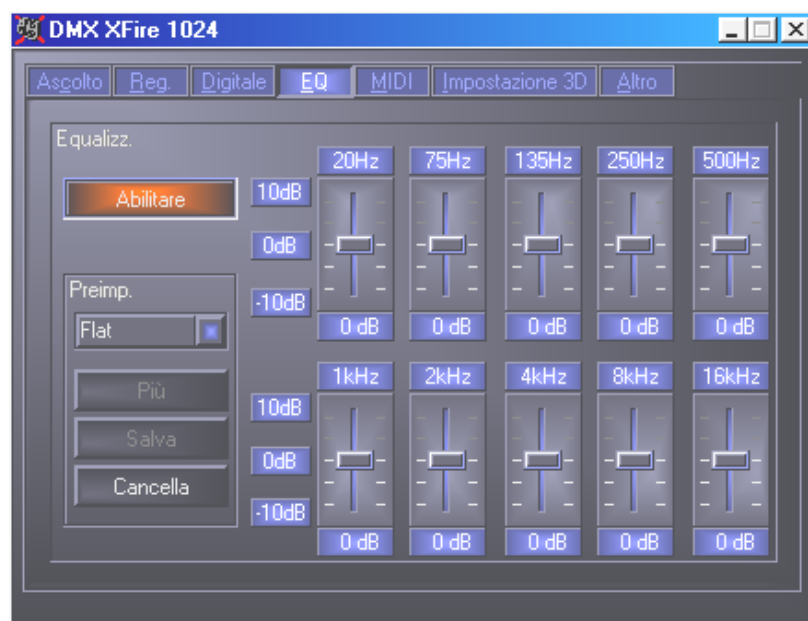 DMX XFire 1024
Ascolto Reg. Digitale EQ MIDI Impostazione 3D Altro
Equalizz.
20Hz 75Hz 135Hz 250Hz 500Hz
Abilitare
10dB
0dB
-10dB
Preimp.
Flat
0 dB 0 dB 0 dB 0 dB 0 dB
1kHz 2kHz 4kHz 8kHz 16kHz
Più
10dB
Salva
0dB
Cancella
-10dB
0 dB 0 dB 0 dB 0 dB 0 dB